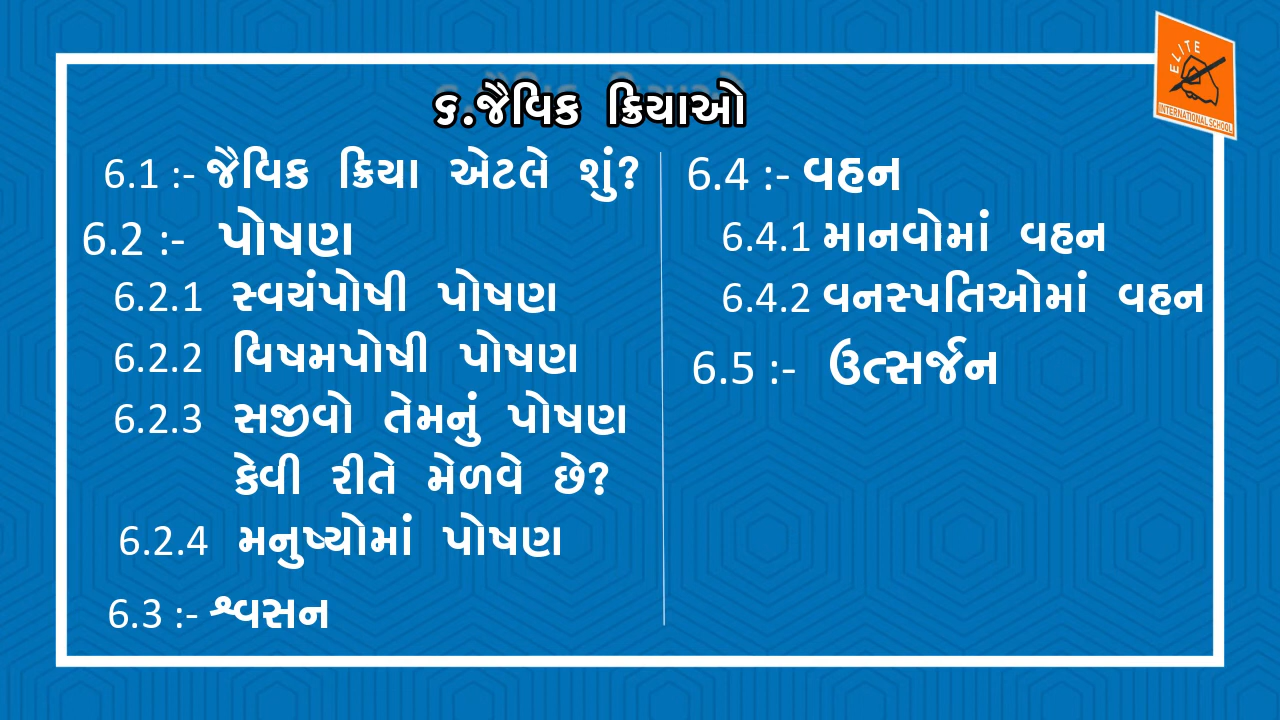 ૬.જૈવિક ક્રિયાઓ
6.1 :- જૈવિક ક્રિયા એટલે શું?
6.2 :- પોષણ
6.2.1 સ્વયંપોષી પોષણ
6.2.2 વિષમપોષી પોષણ
6.2.3 સજીવો તેમનું પોષણ
કેવી રીતે મેળવે છે?
6.2.4 મનુષ્યોમાં પોષણ
6.3 :- શ્વસન
6.4 :- વહન
6.4.1 માનવોમાં વહન
6.4.2 વનસ્પતિઓમાં વહન
6.5 :- ઉત્સર્જન
ELITE
INTERNATIONAL SCHOOL